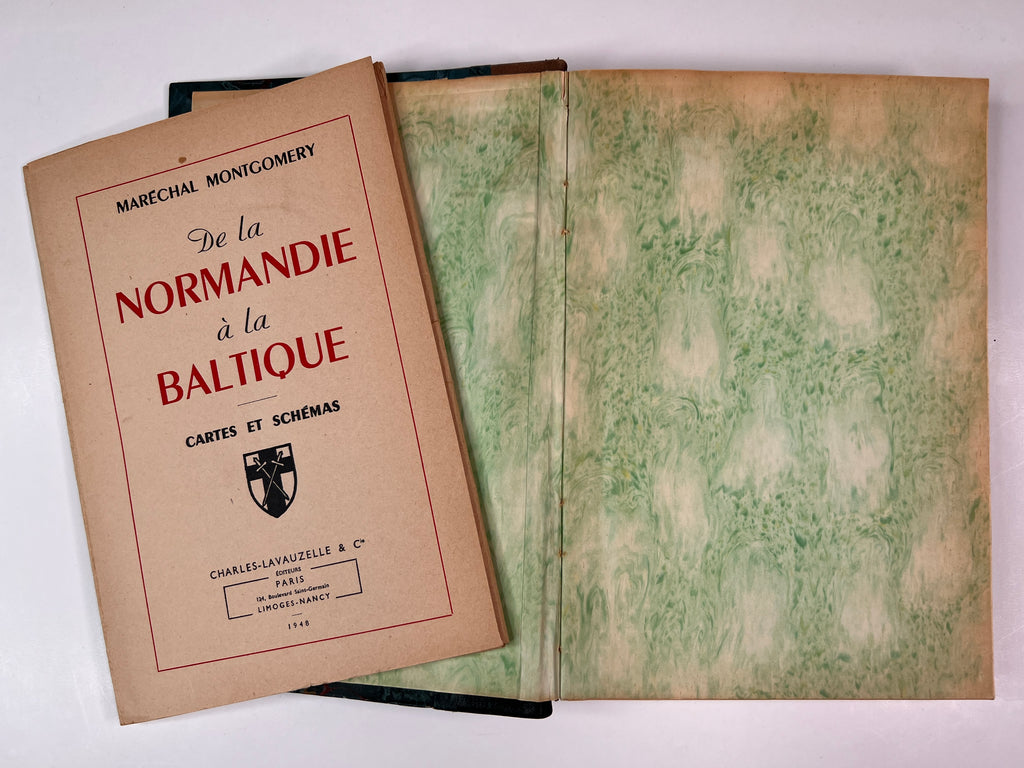 MARÉCHAL MONTGOMERY
De la
NORMANDIE
à la
BALTIQUE
CARTES ET SCHÉMAS
CHARLES-LAVAUZELLE & Cie
ÉDITEURS
PARIS
124, Boulevard Saint-Germain
LIMOGES-NANCY
1948